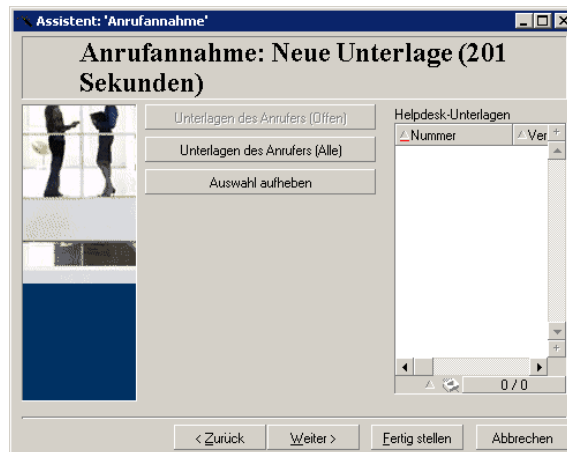 Assistent: 'Anrufannahme'
Anrufannahme: Neue Unterlage (201
Sekunden)
Unterlagen des Anrufers (Offen)
Unterlagen des Anrufers (Alle)
Auswahl aufheben
Helpdesk-Unterlagen
Nummer Ver
0 / 0
< Zurück Weiter > Fertig stellen Abbrechen